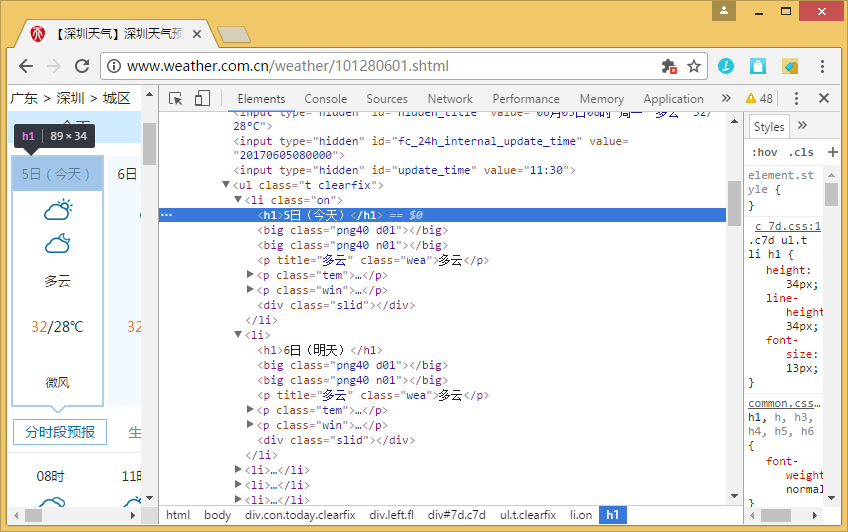 【深圳天气】深圳天气预
www.weather.com.cn/weather/101280601.shtml
广东 > 深圳 > 城区
h1 | 89 × 34
5日（今天）
6日
多云
32/28℃
32
微风
分时段预报
生
08时
11时
Elements Console Sources Network Performance Memory Application » 48
<input type="hidden" id="hidden_title" value="06月05日08时 周一 多云 32/
28°C">
<input type="hidden" id="fc_24h_internal_update_time" value=
"20170605080000">
<input type="hidden" id="update_time" value="11:30">
<ul class="t clearfix">
<li class="on">
<h1>5日（今天）</h1> == $0
<big class="png40 d01"></big>
<big class="png40 n01"></big>
<p title="多云" class="wea">多云</p>
<p class="tem">…</p>
<p class="win">…</p>
<div class="slid"></div>
</li>
<li>
<h1>6日（明天）</h1>
<big class="png40 d01"></big>
<big class="png40 n01"></big>
<p title="多云" class="wea">多云</p>
<p class="tem">…</p>
<p class="win">…</p>
<div class="slid"></div>
</li>
<li>…</li>
<li>…</li>
<li>…</li>
html body div.con.today.clearfix div.left.fl div#7d.c7d ul.t.clearfix li.on h1
Styles »
:hov .cls +
element.st
yle {
}
c_7d.css:1
.c7d ul.t
li h1 {
height:
34px;
line-
height
34px;
font-
size:
13px;
}
common.css…
h1, h, h3,
h4, h5, h6
{
font-
weight
normal